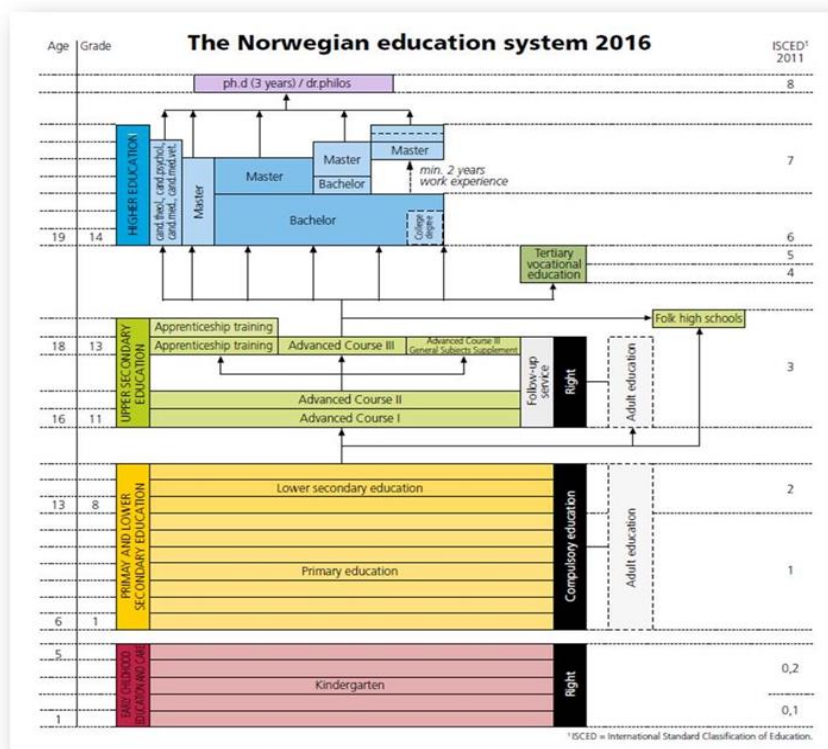 The Norwegian education system 2016
Age
Grade
ISCED¹
2011
ph.d (3 years) / dr.philos
8
HIGHER EDUCATION
cand.theol., cand.psychol.,
cand.med., cand.med.vet.
Master
Master
Master
Bachelor
Master
min. 2 years
work experience
7
Bachelor
College
degree
19
14
6
Tertiary
vocational
education
5
4
Folk high schools
UPPER SECONDARY
EDUCATION
Apprenticeship training
Apprenticeship training
Advanced Course III
Advanced Course III
General Subjects Supplement
18
13
Advanced Course II
Advanced Course I
16
11
Follow-up
service
Right
Adult education
3
PRIMAY AND LOWER
SECONDARY EDUCATION
Lower secondary education
2
13
8
Primary education
1
6
1
Compulsory education
Adult education
EARLY CHILDHOOD
EDUCATION AND CARE
5
Kindergarten
Right
0,2
0,1
1
¹ ISCED = International Standard Classification of Education.